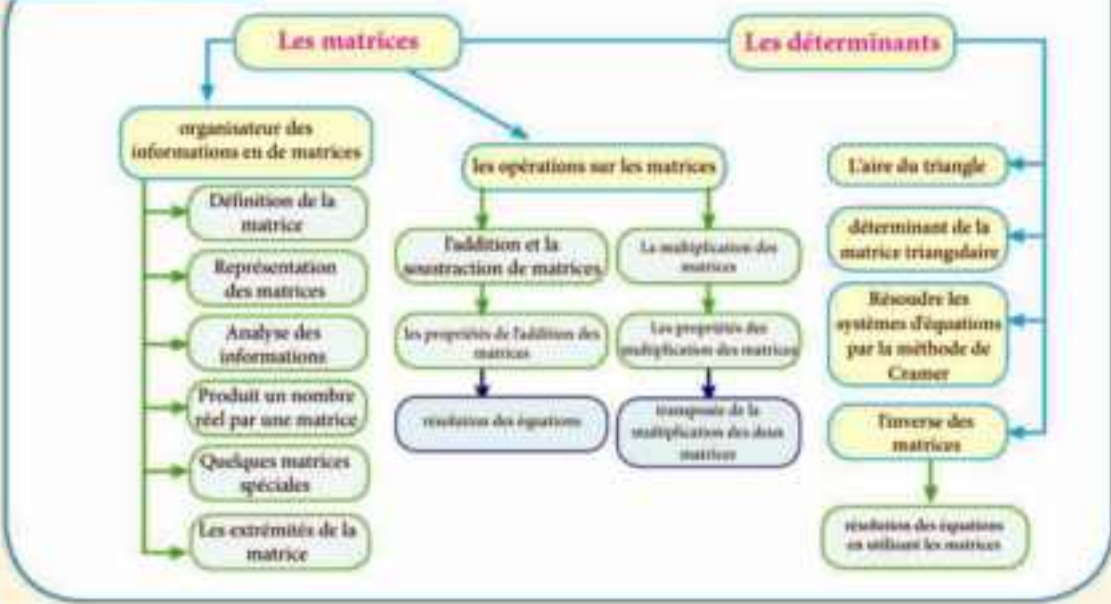 Les matrices
Les déterminants
organisateur des
informations en de matrices
Définition de la
matrice
Représentation
des matrices
Analyse des
informations
Produit un nombre
réel par une matrice
Quelques matrices
spéciales
Les extrémités de la
matrice
les opérations sur les matrices
l'addition et la
soustraction de matrices
les propriétés de l'addition des
matrices
résolution des équations
La multiplication des
matrices
Les propriétés des
multiplication des matrices
transposée de la
multiplication des deux
matrices
L'aire du triangle
déterminant de la
matrice triangulaire
Résoudre les
systèmes d'équations
par la méthode de
Cramer
l'inverse des
matrices
résolution des équations
en utilisant les matrices